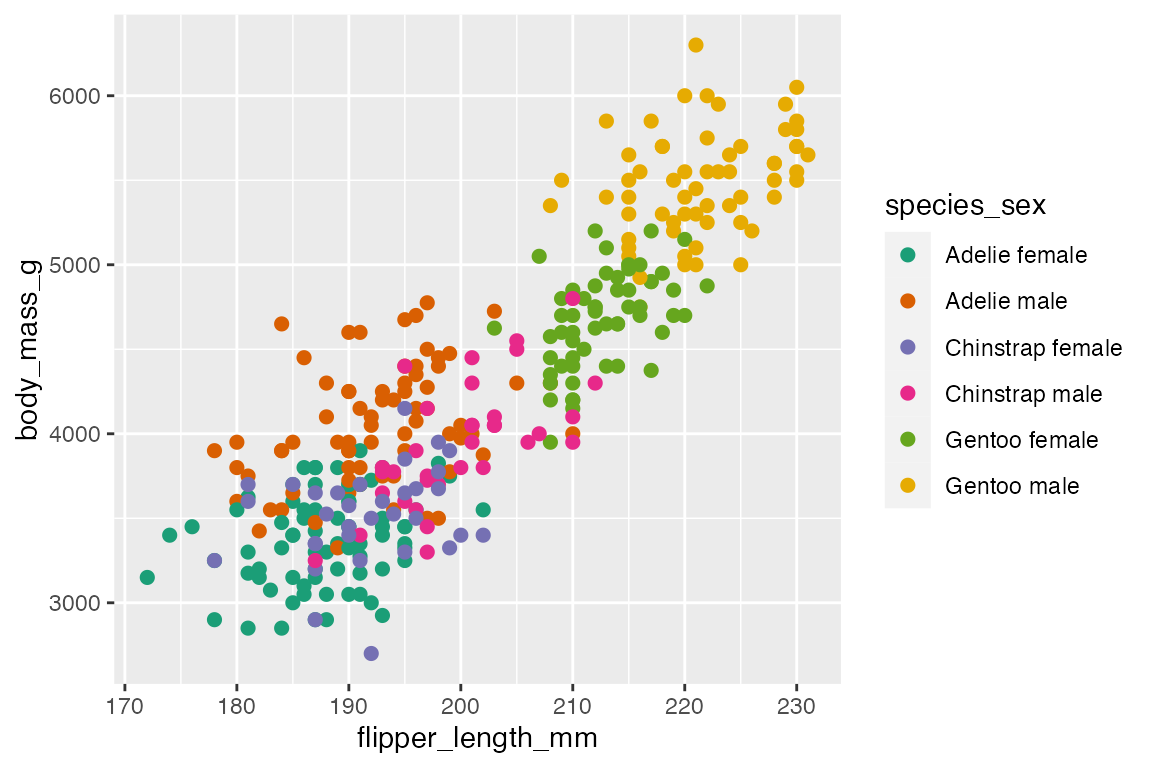 6000
5000
4000
3000
body_mass_g
170 180 190 200 210 220 230
flipper_length_mm
species_sex
Adelie female
Adelie male
Chinstrap female
Chinstrap male
Gentoo female
Gentoo male